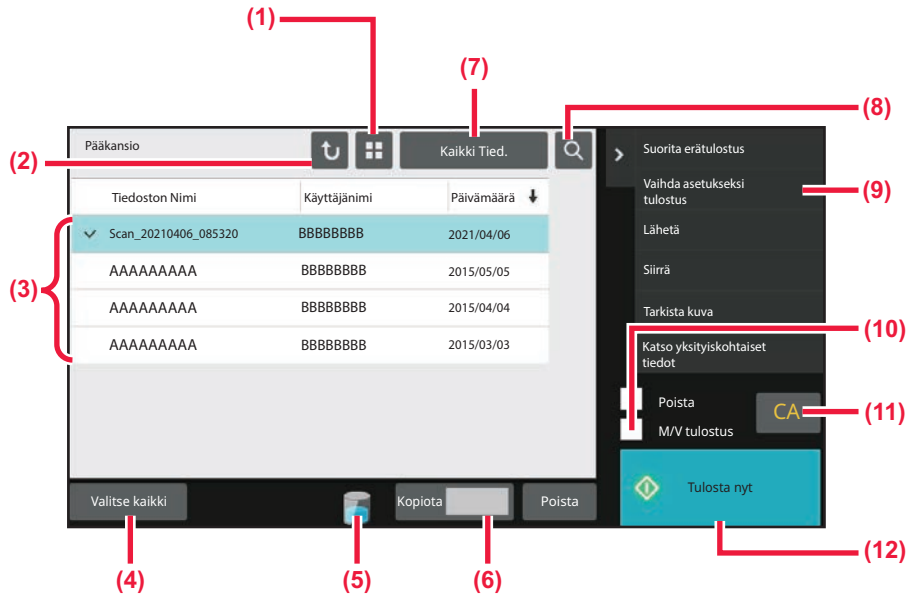 (1)
(7)
(8)
Pääkansio
Kaikki Tied.
(2)
Suorita erätulostus
Vaihda asetukseksi
tulostus
(9)
Tiedoston Nimi Käyttäjänimi Päivämäärä
Lähetä
(3)
Scan_20210406_085320 BBBBBBBB 2021/04/06
AAAAAAAAA BBBBBBBB 2015/05/05
Siirrä
AAAAAAAAA BBBBBBBB 2015/04/04
Tarkista kuva
(10)
AAAAAAAAA BBBBBBBB 2015/03/03
Katso yksityiskohtaiset
tiedot
Poista
CA
(11)
M/V tulostus
Valitse kaikki
Kopiota
Poista
Tulosta nyt
(12)
(4)
(5)
(6)